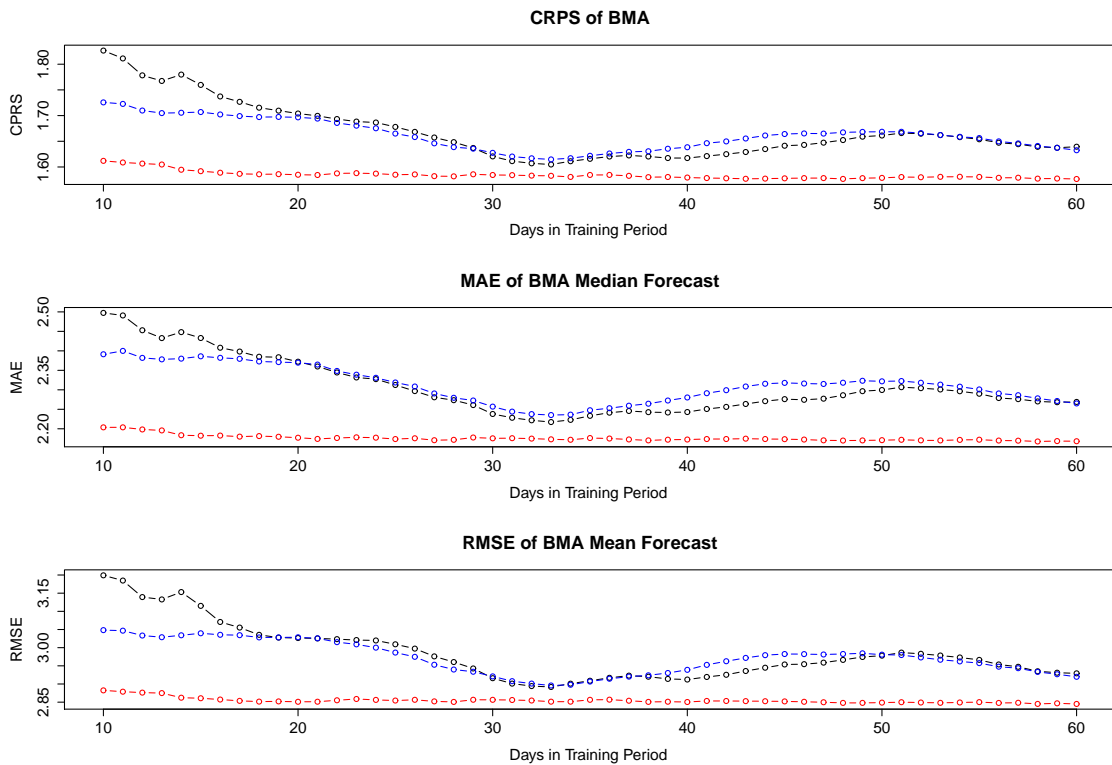 CRPS of BMA
1.80
1.70
1.60
CPRS
10 20 30 40 50 60
Days in Training Period
MAE of BMA Median Forecast
2.50
2.35
2.20
MAE
10 20 30 40 50 60
Days in Training Period
RMSE of BMA Mean Forecast
3.15
3.00
2.85
RMSE
10 20 30 40 50 60
Days in Training Period